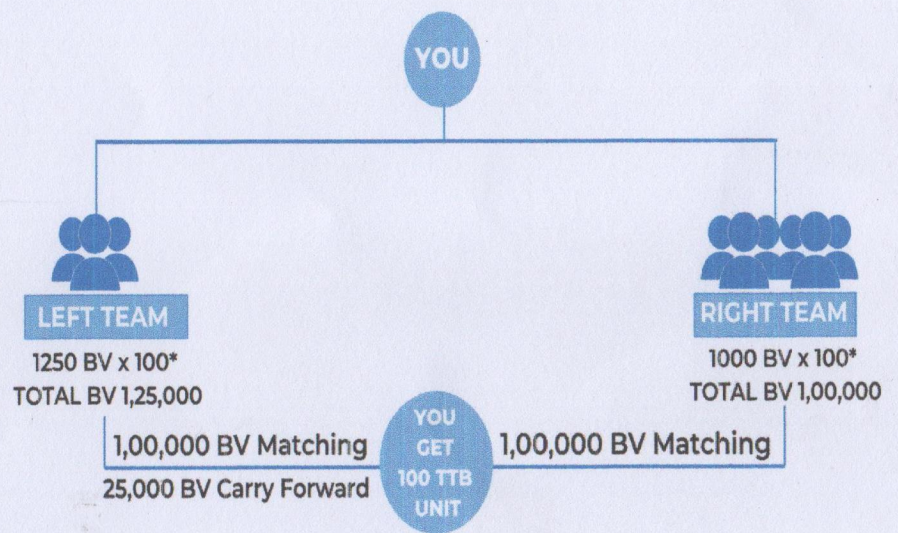 YOU
LEFT TEAM
1250 BV x 100*
TOTAL BV 1,25,000
RIGHT TEAM
1000 BV x 100*
TOTAL BV 1,00,000
1,00,000 BV Matching
25,000 BV Carry Forward
YOU
GET
100 TTB
UNIT
1,00,000 BV Matching